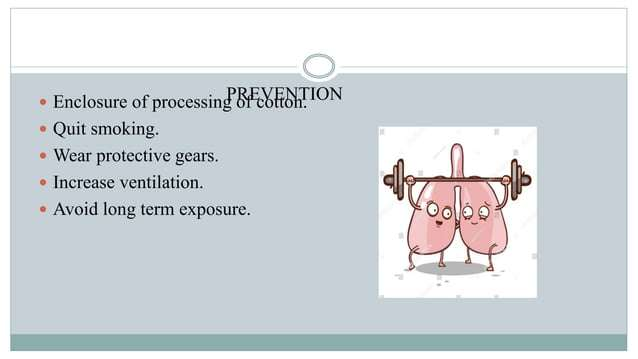 PREVENTION
Enclosure of processing of cotton.
Quit smoking.
Wear protective gears.
Increase ventilation.
Avoid long term exposure.